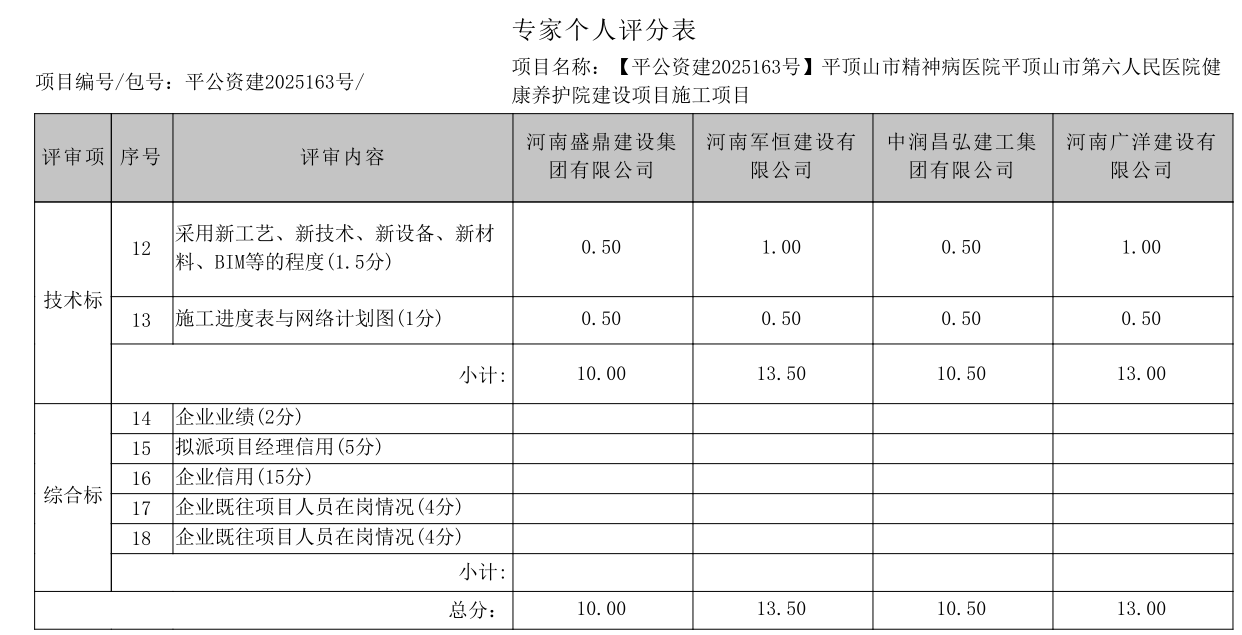 专家个人评分表
项目编号/包号：平公资建2025163号/
项目名称：【平公资建2025163号】平顶山市精神病医院平顶山市第六人民医院健
康养护院建设项目施工项目
评审项 序号 评审内容 河南盛鼎建设集 河南军恒建设有 中润昌弘建工集 河南广洋建设有
团有限公司 限公司 团有限公司 限公司
技术标
12 采用新工艺、新技术、新设备、新材 0.50 1.00 0.50 1.00
料、BIM等的程度(1.5分)
13 施工进度表与网络计划图(1分) 0.50 0.50 0.50 0.50
小计: 10.00 13.50 10.50 13.00
综合标
14 企业业绩(2分)
15 拟派项目经理信用(5分)
16 企业信用(15分)
17 企业既往项目人员在岗情况(4分)
18 企业既往项目人员在岗情况(4分)
小计:
总分： 10.00 13.50 10.50 13.00